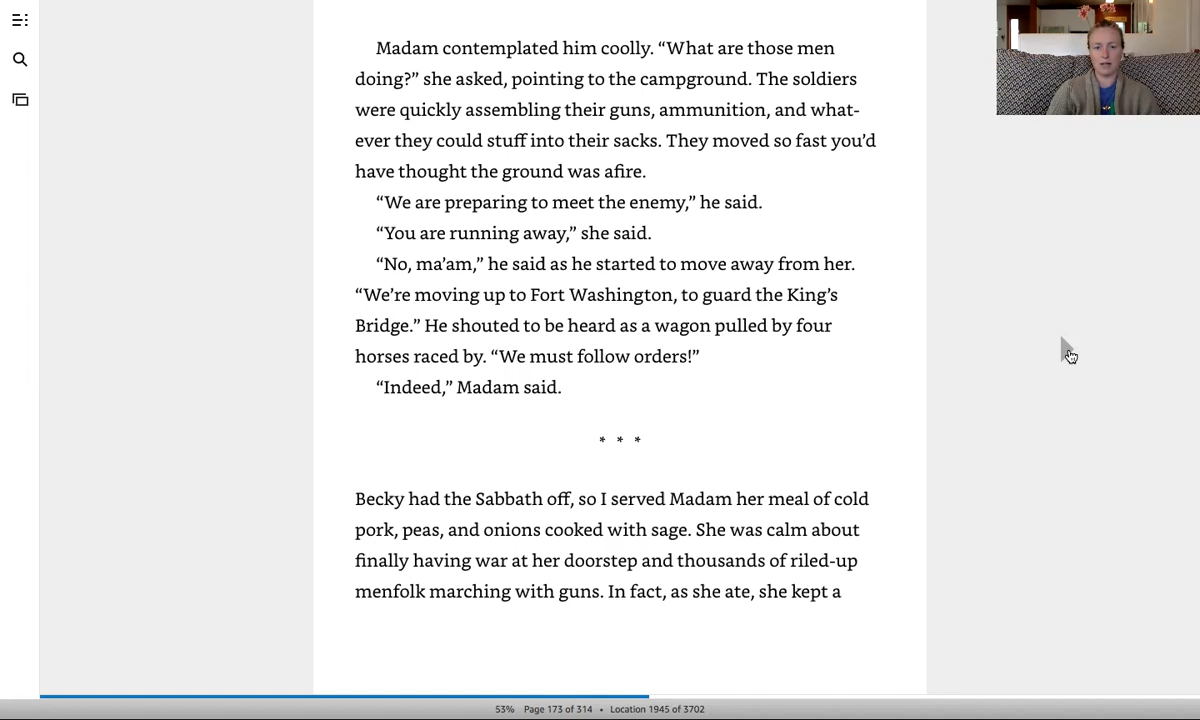 Madam contemplated him coolly. “What are those men
doing?” she asked, pointing to the campground. The soldiers
were quickly assembling their guns, ammunition, and what-
ever they could stuff into their sacks. They moved so fast you’d
have thought the ground was afire.
“We are preparing to meet the enemy,” he said.
“You are running away,” she said.
“No, ma’am,” he said as he started to move away from her.
“We’re moving up to Fort Washington, to guard the King’s
Bridge.” He shouted to be heard as a wagon pulled by four
horses raced by. “We must follow orders!”
“Indeed,” Madam said.
* * *
Becky had the Sabbath off, so I served Madam her meal of cold
pork, peas, and onions cooked with sage. She was calm about
finally having war at her doorstep and thousands of riled-up
menfolk marching with guns. In fact, as she ate, she kept a
53% Page 173 of 314 • Location 1945 of 3702